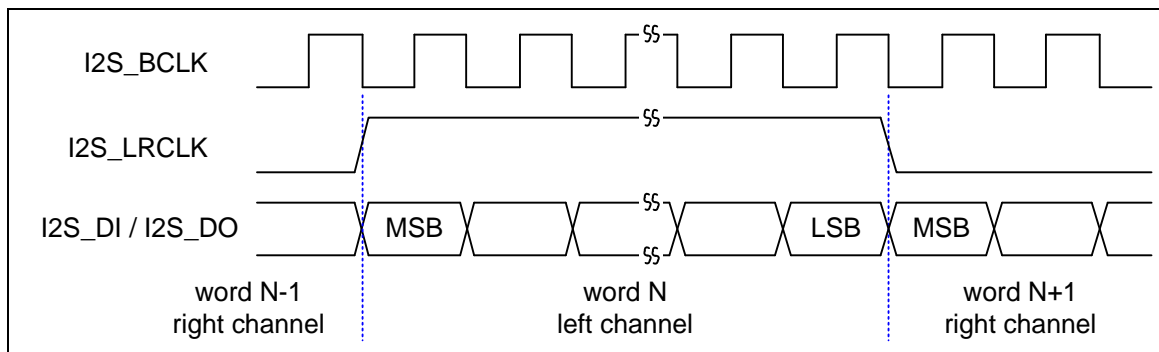 I2S_BCLK
I2S_LRCLK
I2S_DI / I2S_DO
MSB
LSB
MSB
word N-1
right channel
word N
left channel
word N+1
right channel